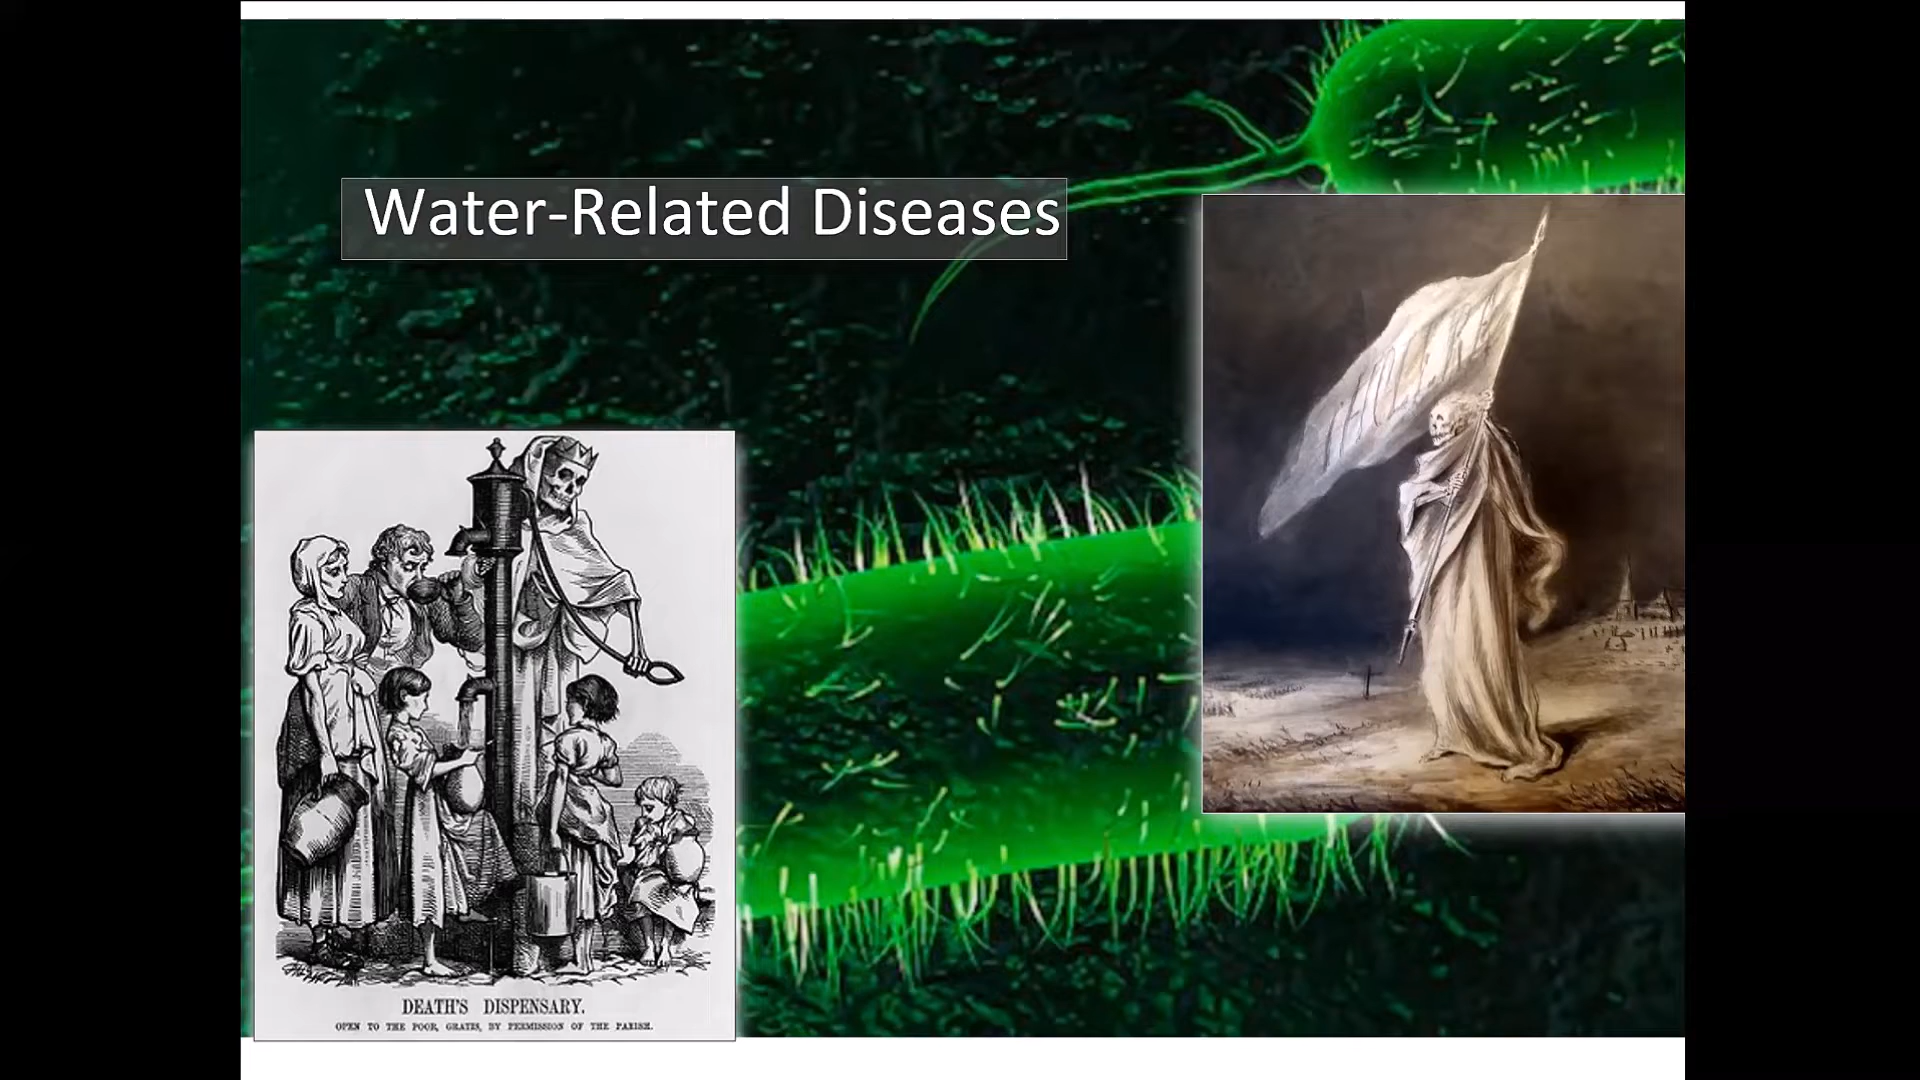 Water-Related Diseases
DEATH'S DISPENSARY.
OPEN TO THE POOR, GRATIS, BY PERMISSION OF THE PARISH.